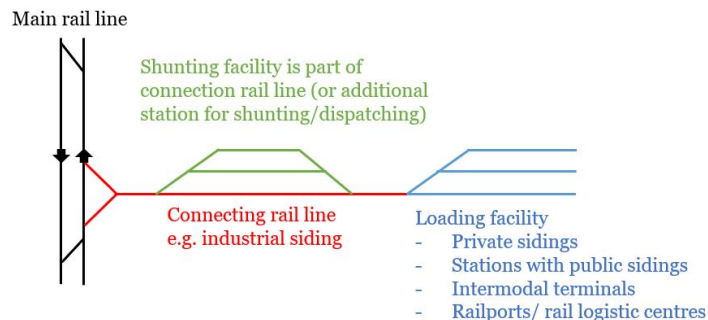 Main rail line
Shunting facility is part of
connection rail line (or additional
station for shunting/dispatching)
Connecting rail line
e.g. industrial siding
Loading facility
- Private sidings
- Stations with public sidings
- Intermodal terminals
- Railports/ rail logistic centres